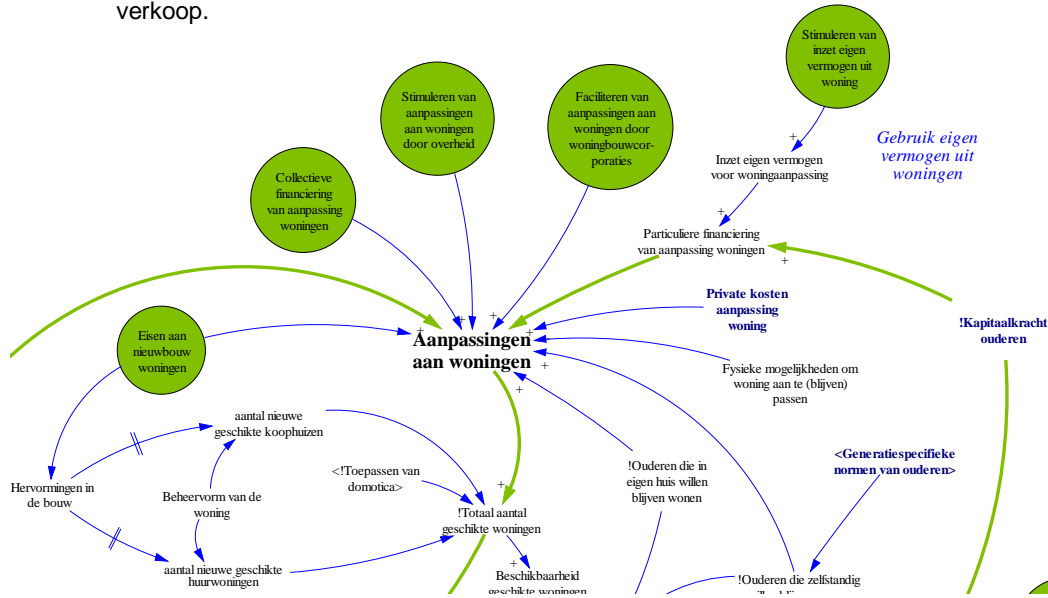 verkoop.
Stimuleren van
inzet eigen
vermogen uit
woning
Stimuleren van
aanpassingen
aan woningen
door overheid
Faciliteren van
aanpassingen aan
woningen door
woningbouwcor-
poraties
Collectieve
financiering
van aanpassing
woningen
+
Inzet eigen vermogen
voor woningaanpassing
Gebruik eigen
vermogen uit
woningen
+
Particuliere financiering
van aanpassing woningen
+
Private kosten
aanpassing
woning
!Kapitaalkracht
ouderen
Eisen aan
nieuwbouw
woningen
+
+
+
+
+
Aanpassingen
aan woningen
+
+
Fysieke mogelijkheden om
woning aan te (blijven)
passen
aantal nieuwe
geschikte koophuizen
<!Toepassen van
domotica>
!Ouderen die in
eigen huis willen
blijven wonen
<Generatiespecifieke
normen van ouderen>
Hervormingen in
de bouw
Beheervorm van de
woning
+
!Totaal aantal
geschikte woningen
aantal nieuwe geschikte
huurwoningen
+
Beschikbaarheid
geschikte woningen
!Ouderen die zelfstandig